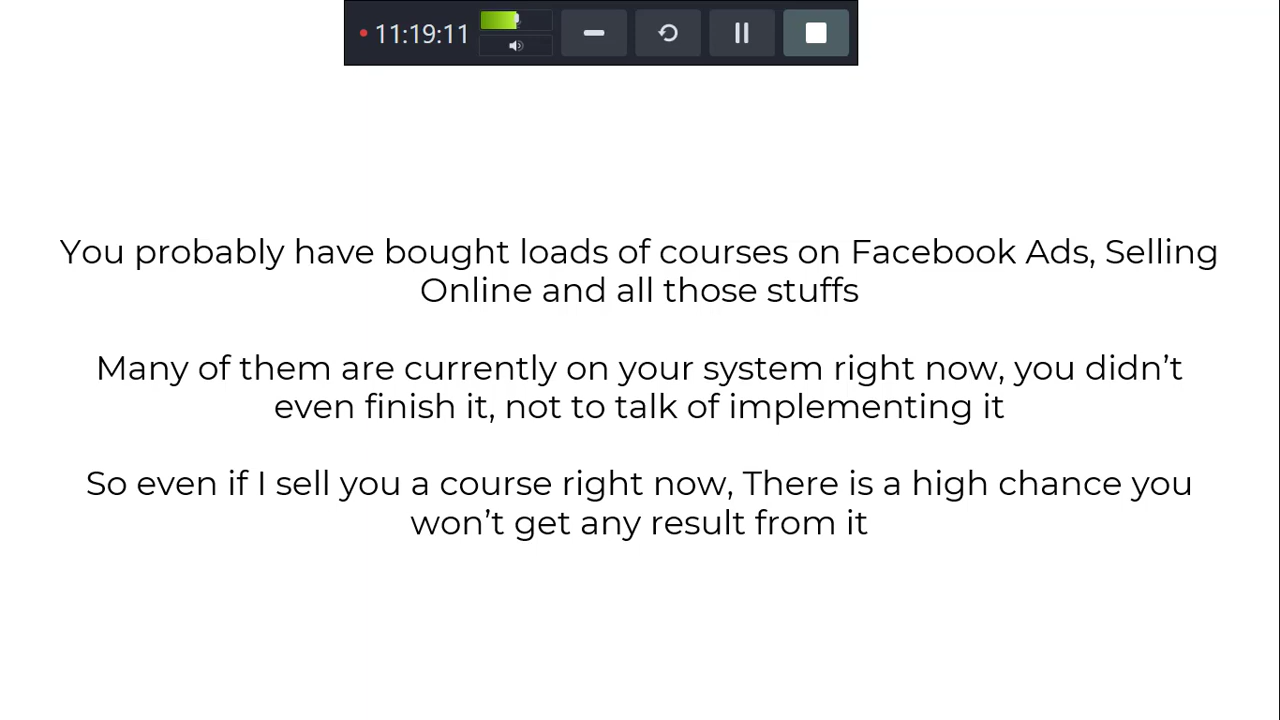 11:19:11
You probably have bought loads of courses on Facebook Ads, Selling
Online and all those stuffs
Many of them are currently on your system right now, you didn’t
even finish it, not to talk of implementing it
So even if I sell you a course right now, There is a high chance you
won’t get any result from it